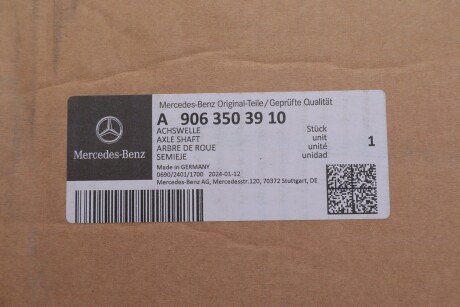 Mercedes-Benz Original-Teile/Geprüfte Qualität
A 906 350 39 10
ACHSWELLE
AXLE SHAFT
ARBRE DE ROUE
SEMIEJE
Stück
unit
unité
unidad
1
Made in GERMANY
0690/2401/1700 2024-01-12
Mercedes-Benz AG, Mercedesstr.120, 70372 Stuttgart, DE
Mercedes-Benz